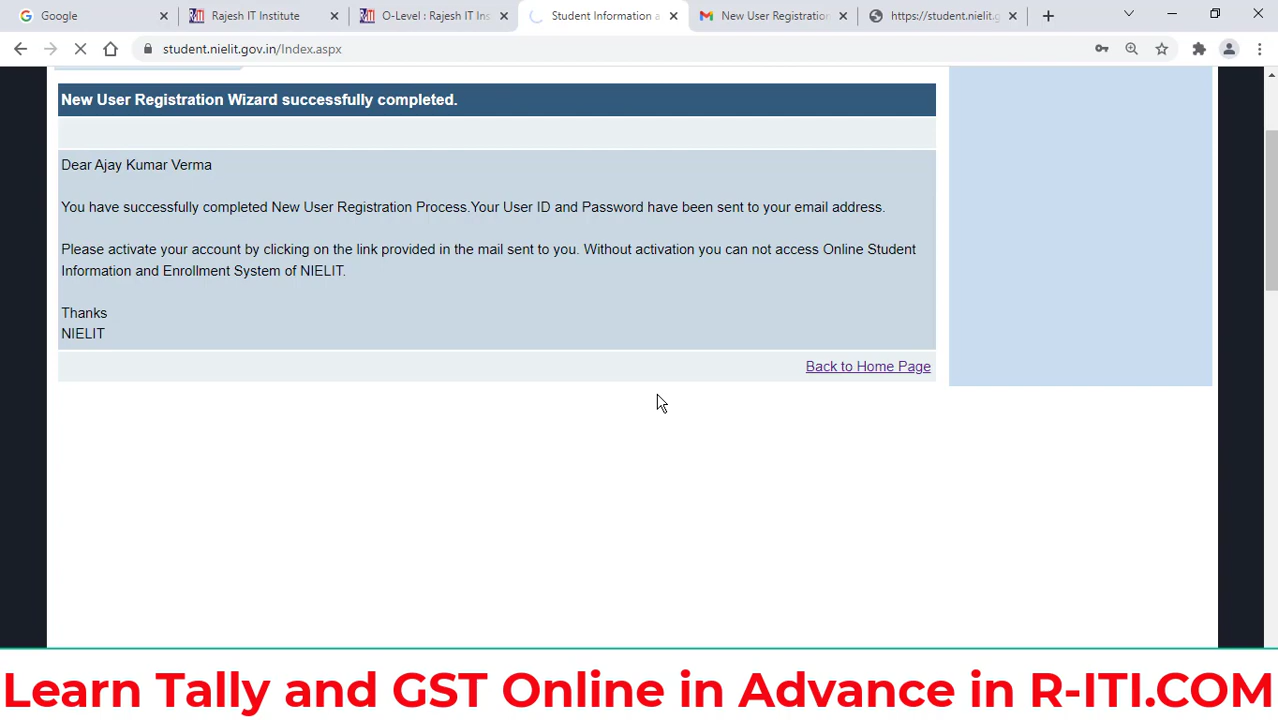 Google
Rajesh IT Institute
O-Level : Rajesh IT Ins
Student Information a
New User Registration
https://student.nielit.g
student.nielit.gov.in/Index.aspx
New User Registration Wizard successfully completed.
Dear Ajay Kumar Verma
You have successfully completed New User Registration Process.Your User ID and Password have been sent to your email address.
Please activate your account by clicking on the link provided in the mail sent to you. Without activation you can not access Online Student
Information and Enrollment System of NIELIT.
Thanks
NIELIT
Back to Home Page
Learn Tally and GST Online in Advance in R-ITI.COM